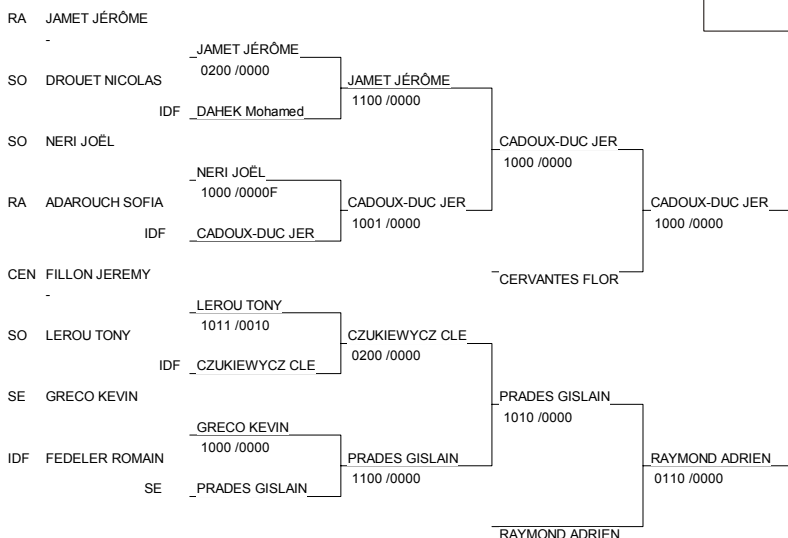 RA JAMET JÉRÔME
-
JAMET JÉRÔME
0200 /0000
SO DROUET NICOLAS
JAMET JÉRÔME
1100 /0000
IDF DAHEK Mohamed
SO NERI JOËL
CADOUX-DUC JER
1000 /0000
NERI JOËL
1000 /0000F
RA ADAROUCH SOFIA
CADOUX-DUC JER
1001 /0000
CADOUX-DUC JER
1000 /0000
IDF CADOUX-DUC JER
CEN FILLON JEREMY
-
CERVANTES FLOR
LEROU TONY
1011 /0010
SO LEROU TONY
CZUKIEWYCZ CLE
0200 /0000
IDF CZUKIEWYCZ CLE
SE GRECO KEVIN
PRADES GISLAIN
1010 /0000
GRECO KEVIN
1000 /0000
IDF FEDELER ROMAIN
PRADES GISLAIN
1100 /0000
RAYMOND ADRIEN
0110 /0000
SE PRADES GISLAIN
RAYMOND ADRIEN